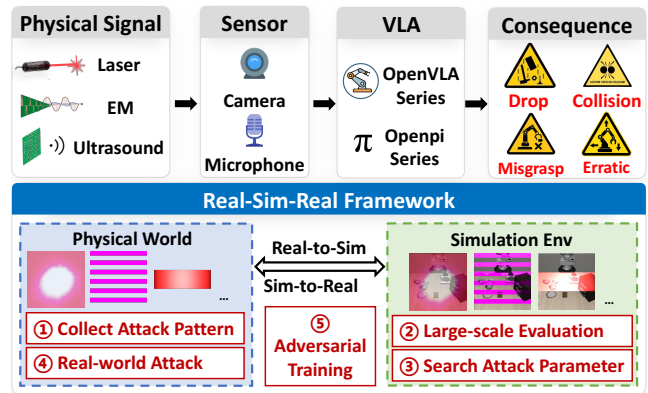 Physical Signal
Laser
EM
Ultrasound
Sensor
Camera
Microphone
VLA
OpenVLA
Series
π Openpi
Series
Consequence
Drop
Collision
Misgrasp
Erratic
Real-Sim-Real Framework
Physical World
...
① Collect Attack Pattern
④ Real-world Attack
Real-to-Sim
Sim-to-Real
⑤
Adversarial
Training
Simulation Env
...
② Large-scale Evaluation
③ Search Attack Parameter